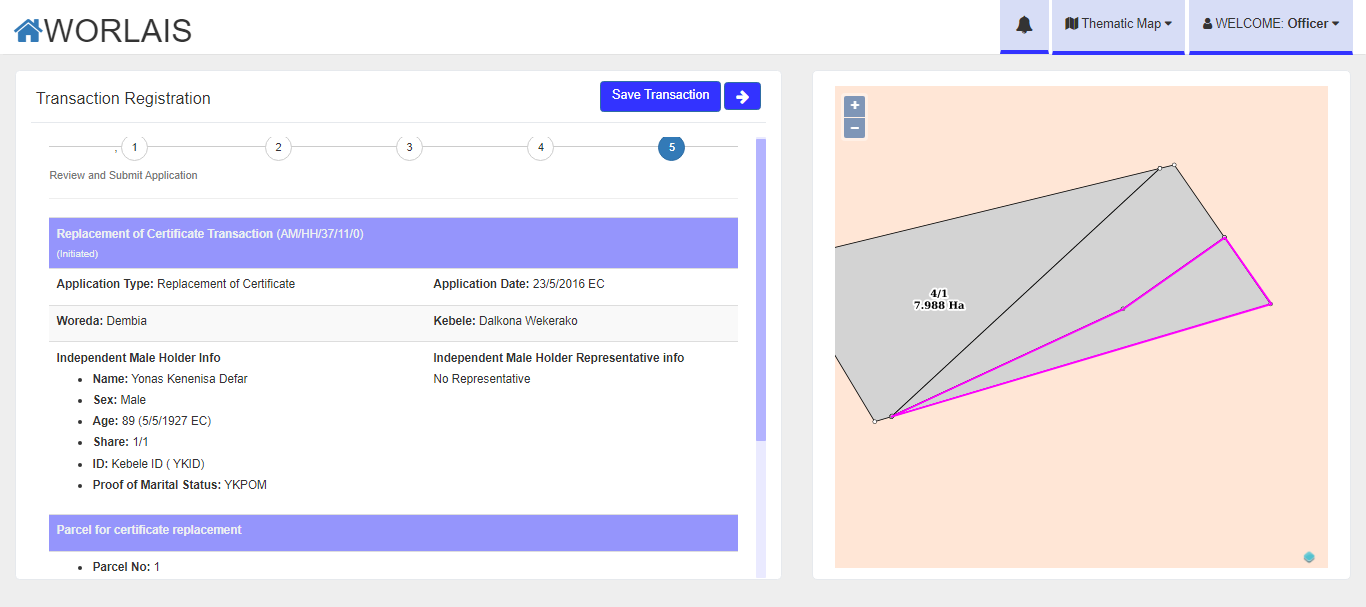 WORLAIS
Thematic Map
WELCOME: Officer
Transaction Registration
Save Transaction
1
2
3
4
5
Review and Submit Application
Replacement of Certificate Transaction (AM/HH/37/11/0)
(Initiated)
Application Type: Replacement of Certificate
Application Date: 23/5/2016 EC
Woreda: Dembia
Kebele: Dalkona Wekerako
Independent Male Holder Info
Independent Male Holder Representative info
• Name: Yonas Kenenisa Defar
No Representative
• Sex: Male
• Age: 89 (5/5/1927 EC)
• Share: 1/1
• ID: Kebele ID ( YKID)
• Proof of Marital Status: YKPOM
Parcel for certificate replacement
• Parcel No: 1
+
−
4/1
7.988 Ha